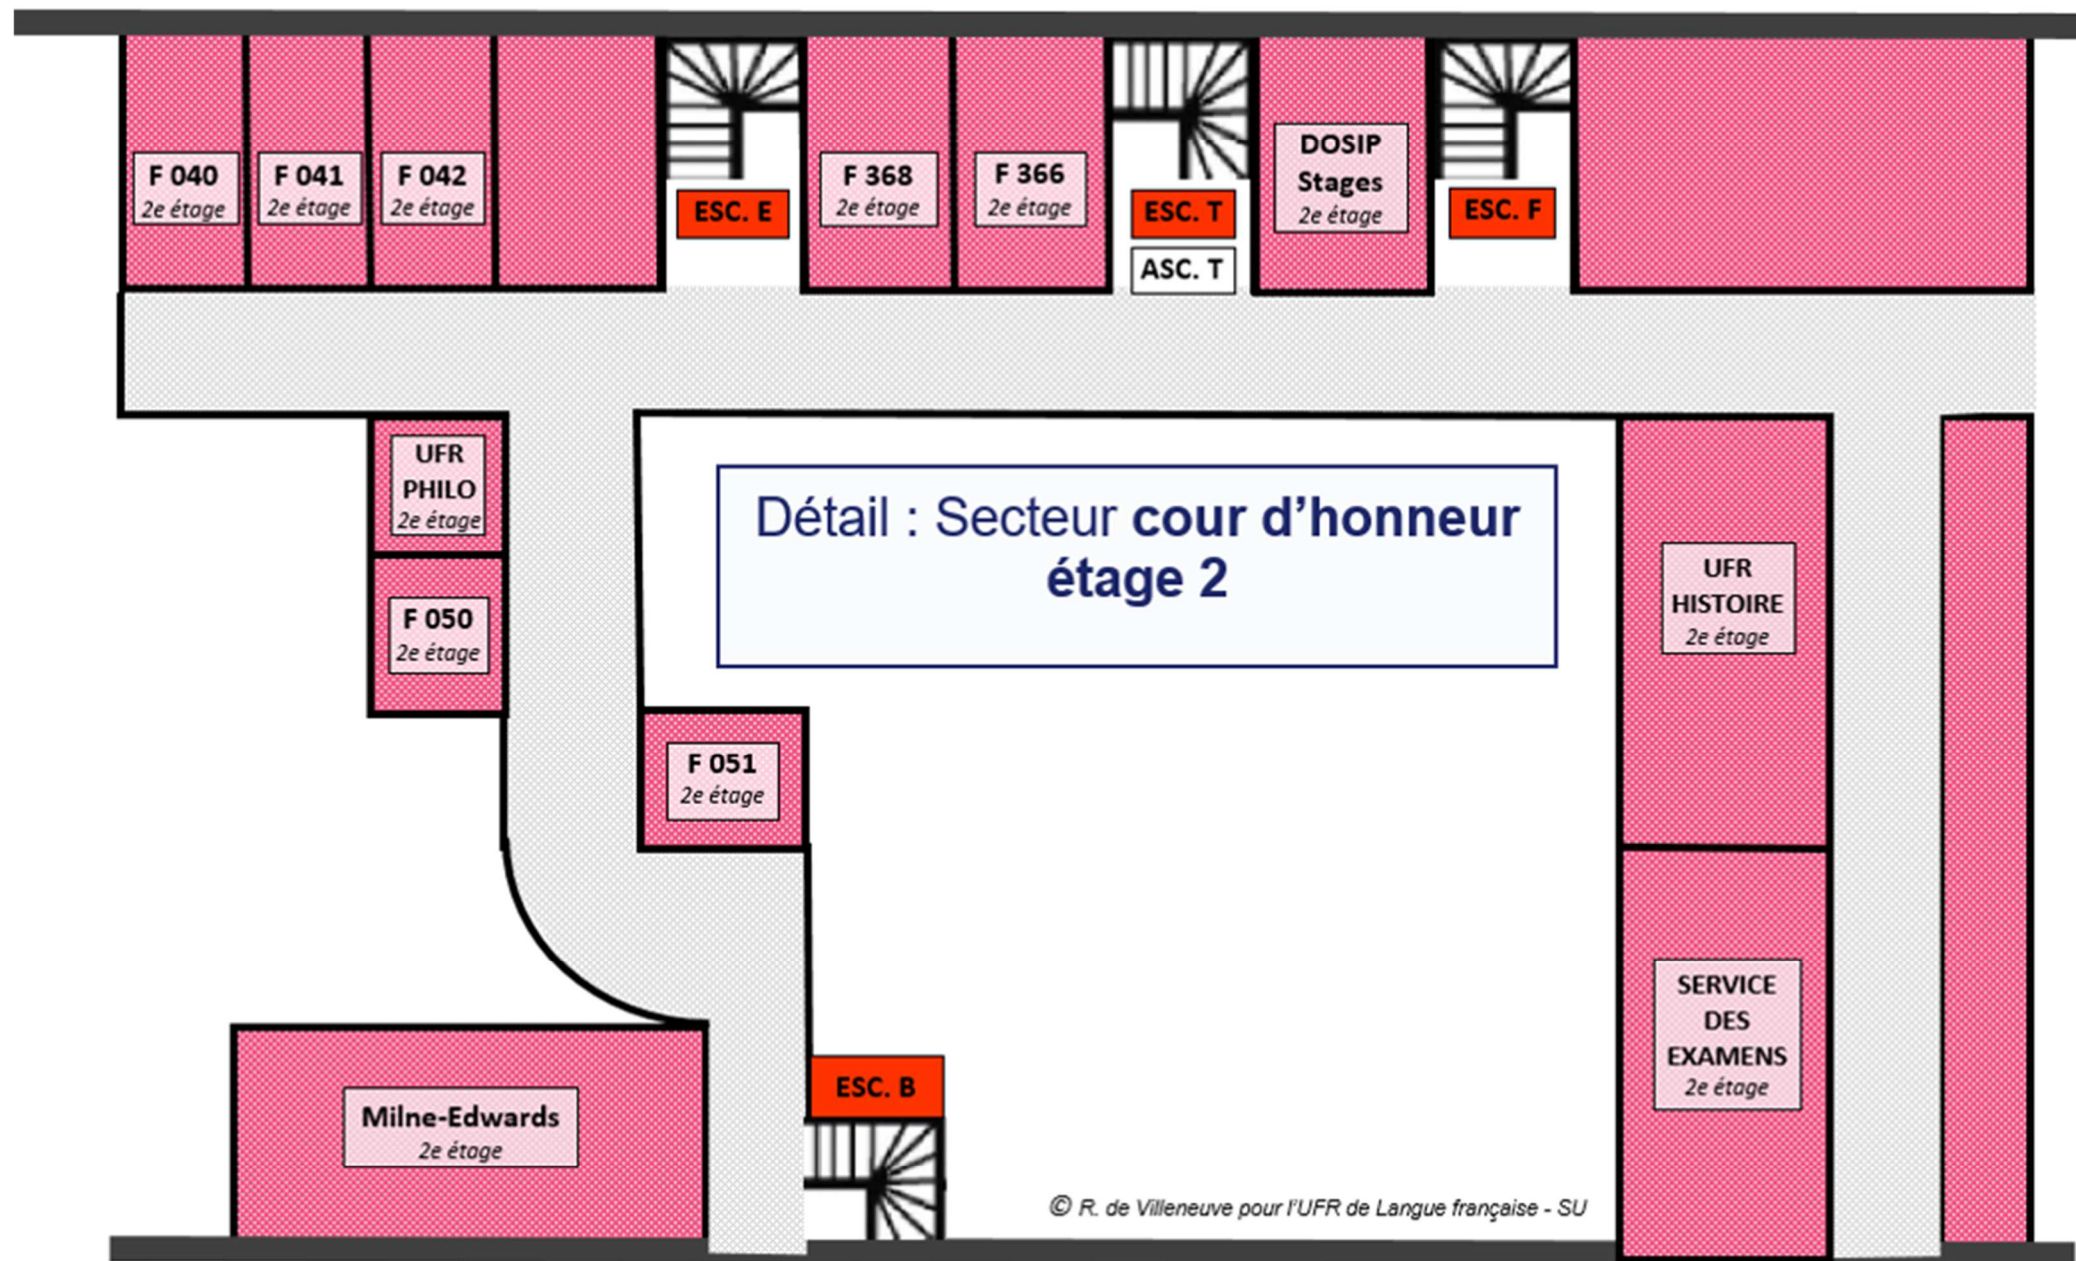 F 040
2e étage
F 041
2e étage
F 042
2e étage
ESC. E
F 368
2e étage
F 366
2e étage
ESC. T
ASC. T
DOSIP
Stages
2e étage
ESC. F
UFR
PHILO
2e étage
F 050
2e étage
Détail : Secteur cour d’honneur
étage 2
F 051
2e étage
UFR
HISTOIRE
2e étage
SERVICE
DES
EXAMENS
2e étage
Milne-Edwards
2e étage
ESC. B
© R. de Villeneuve pour l’UFR de Langue française - SU